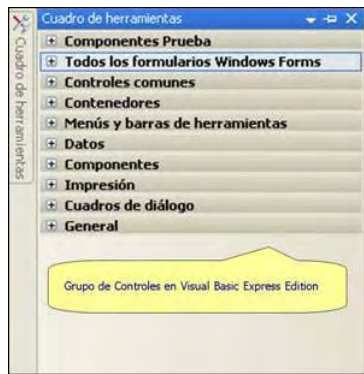 Cuadro de herramientas
Cuadro de herramientas
Componentes Prueba
Todos los formularios Windows Forms
Controles comunes
Contenedores
Menús y barras de herramientas
Datos
Componentes
Impresión
Cuadros de diálogo
General
Grupo de Controles en Visual Basic Express Edition